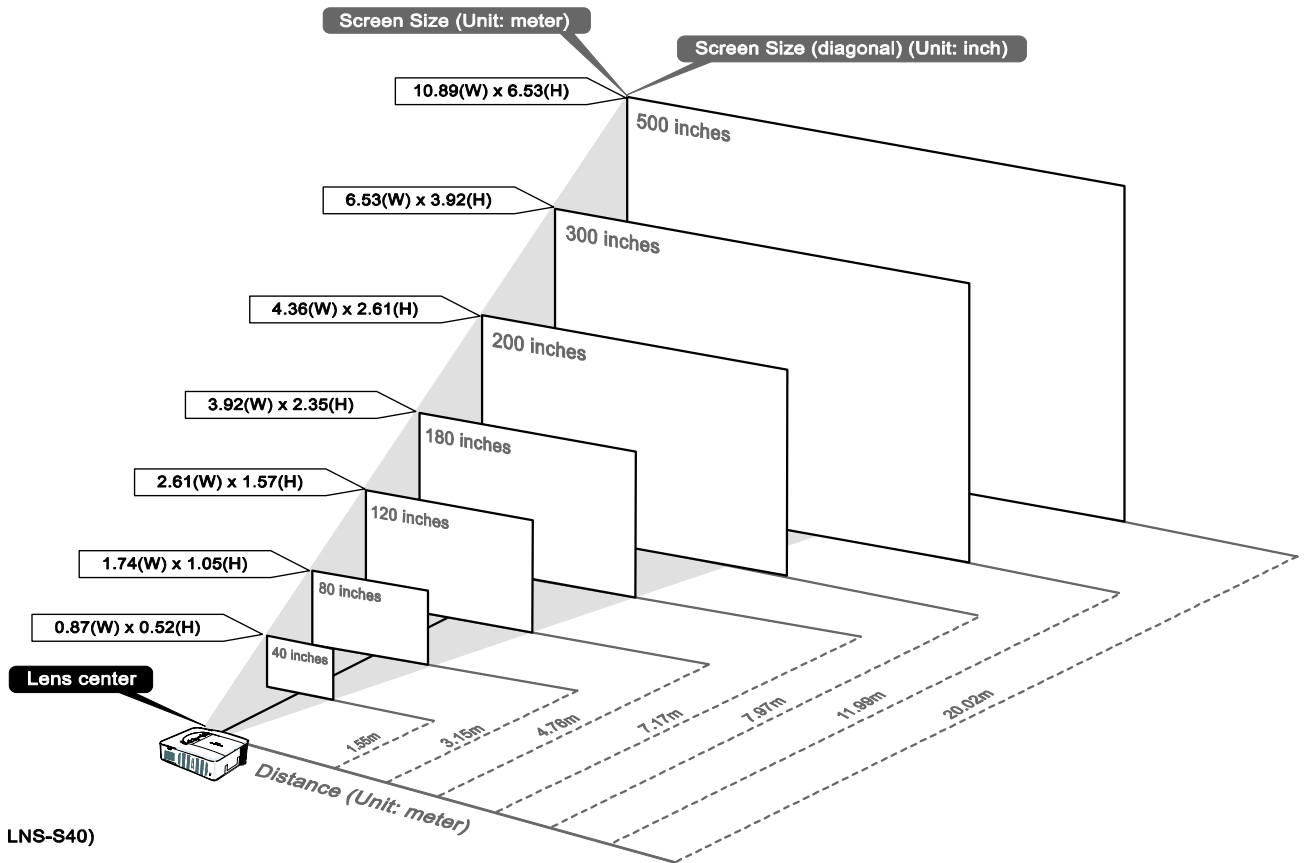 Screen Size (Unit: meter)
Screen Size (diagonal) (Unit: inch)
10.89(W) x 6.53(H)
500 inches
6.53(W) x 3.92(H)
300 inches
4.36(W) x 2.61(H)
200 inches
3.92(W) x 2.35(H)
180 inches
2.61(W) x 1.57(H)
120 inches
1.74(W) x 1.05(H)
80 inches
0.87(W) x 0.52(H)
40 inches
Lens center
1.55m
3.15m
4.76m
7.17m
7.97m
11.99m
20.02m
Distance (Unit: meter)
LNS-S40)